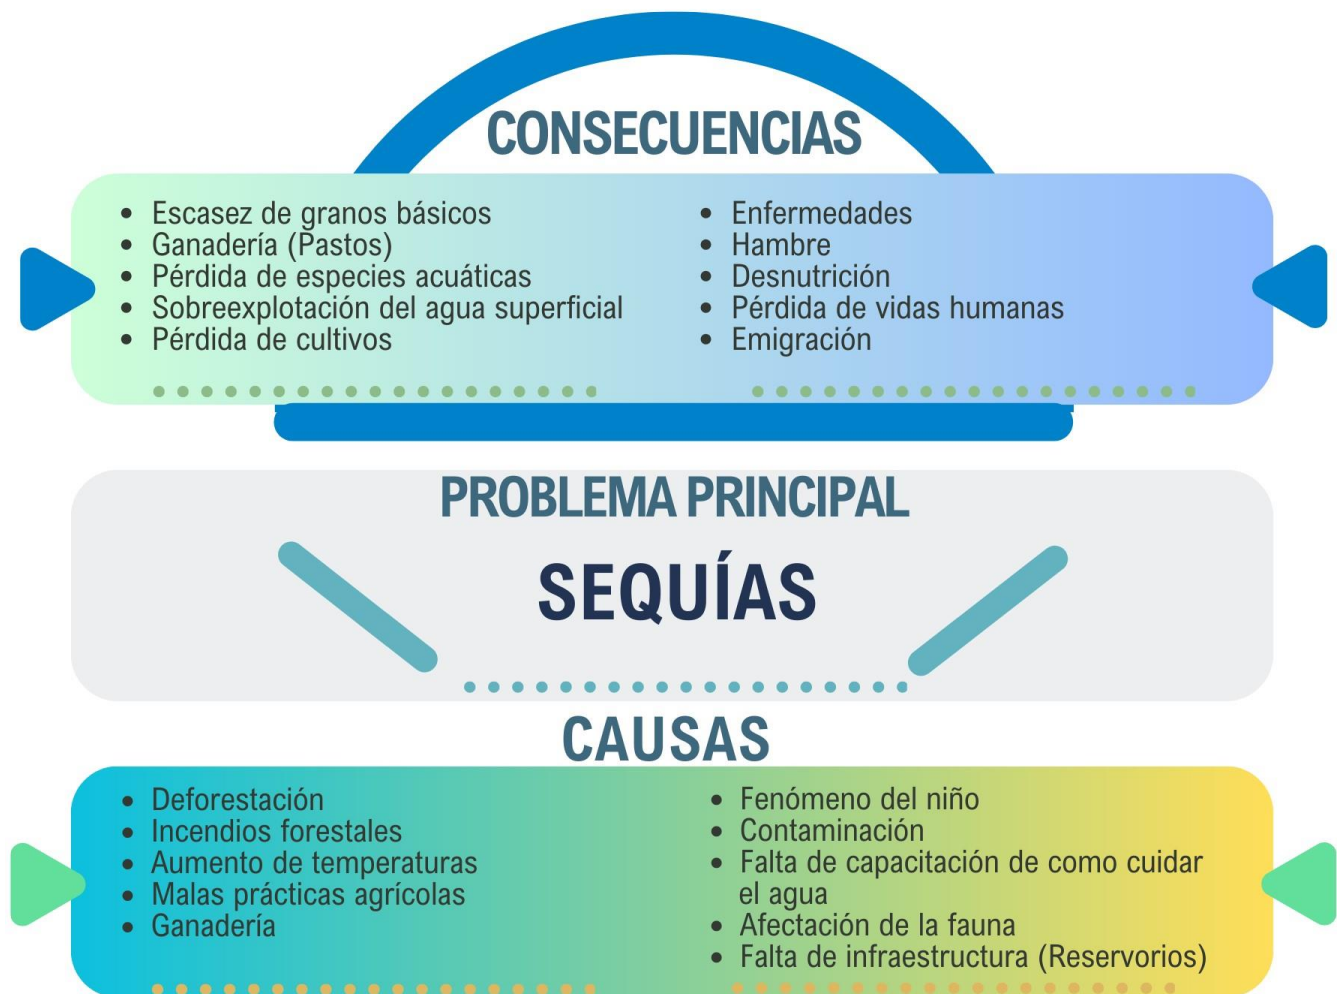 CONSECUENCIAS
• Escasez de granos básicos
• Ganadería (Pastos)
• Pérdida de especies acuáticas
• Sobreexplotación del agua superficial
• Pérdida de cultivos
• Enfermedades
• Hambre
• Desnutrición
• Pérdida de vidas humanas
• Emigración
PROBLEMA PRINCIPAL
SEQUÍAS
CAUSAS
• Deforestación
• Incendios forestales
• Aumento de temperaturas
• Malas prácticas agrícolas
• Ganadería
• Fenómeno del niño
• Contaminación
• Falta de capacitación de como cuidar
el agua
• Afectación de la fauna
• Falta de infraestructura (Reservorios)